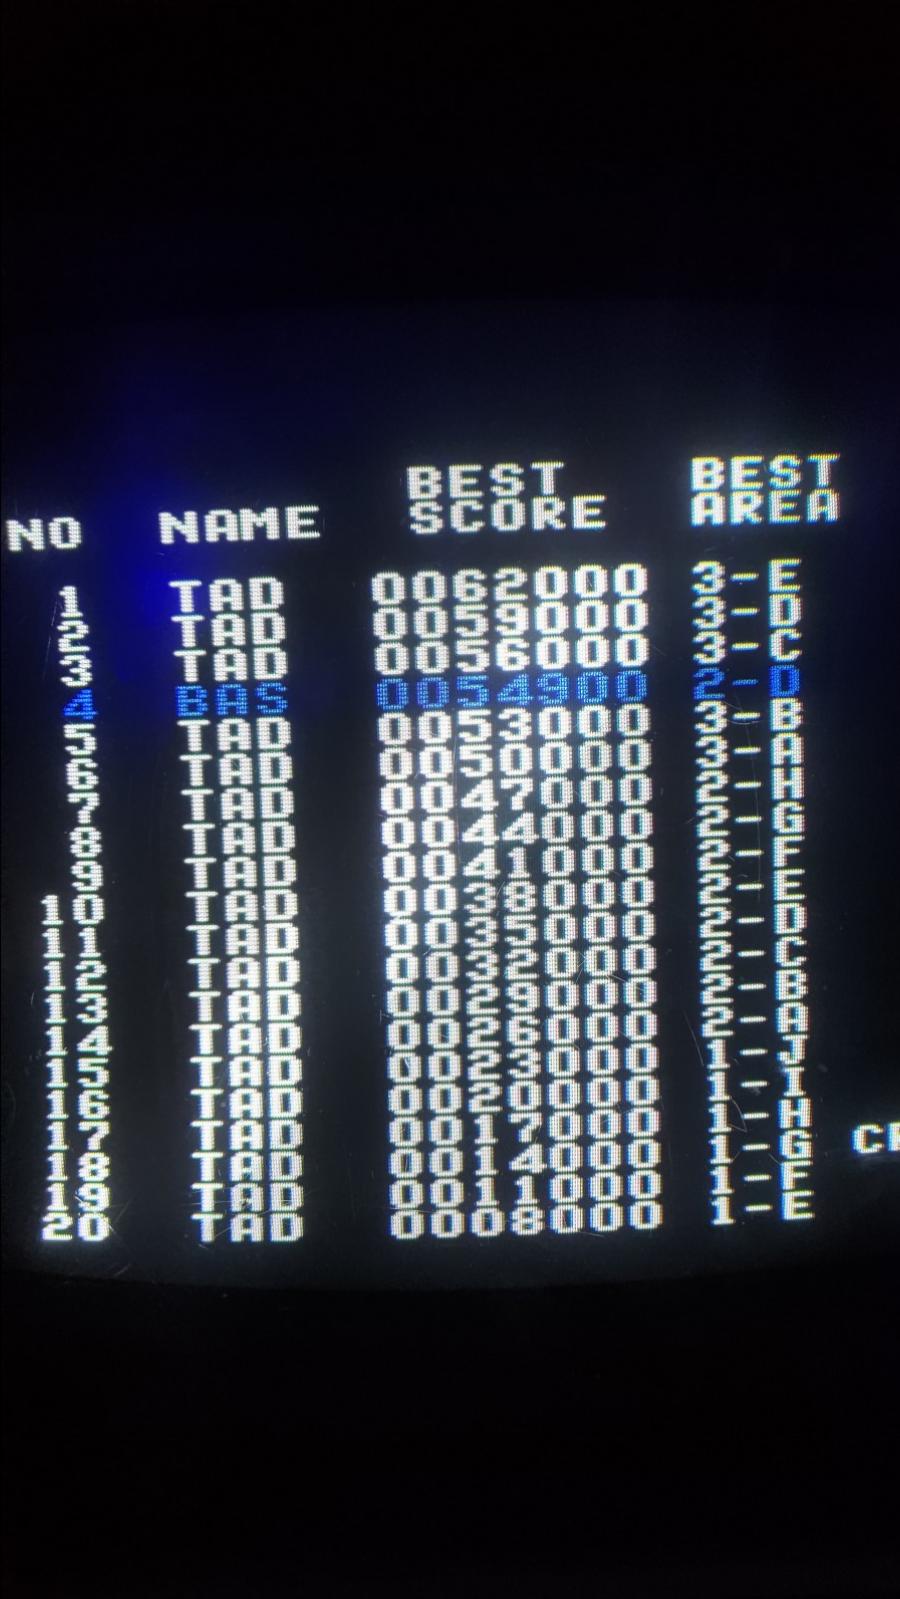 BEST BEST
NO NAME SCORE AREA
1 TAD 0062000 3-E
2 TAD 0059000 3-D
3 TAD 0056000 3-C
4 BAS 0054900 2-D
5 TAD 0053000 3-B
6 TAD 0050000 3-A
7 TAD 0047000 2-H
8 TAD 0044000 2-G
9 TAD 0041000 2-F
10 TAD 0038000 2-E
11 TAD 0035000 2-D
12 TAD 0032000 2-C
13 TAD 0029000 2-B
14 TAD 0026000 2-A
15 TAD 0023000 1-J
16 TAD 0020000 1-I
17 TAD 0017000 1-H
18 TAD 0014000 1-G
19 TAD 0011000 1-F
20 TAD 0008000 1-E